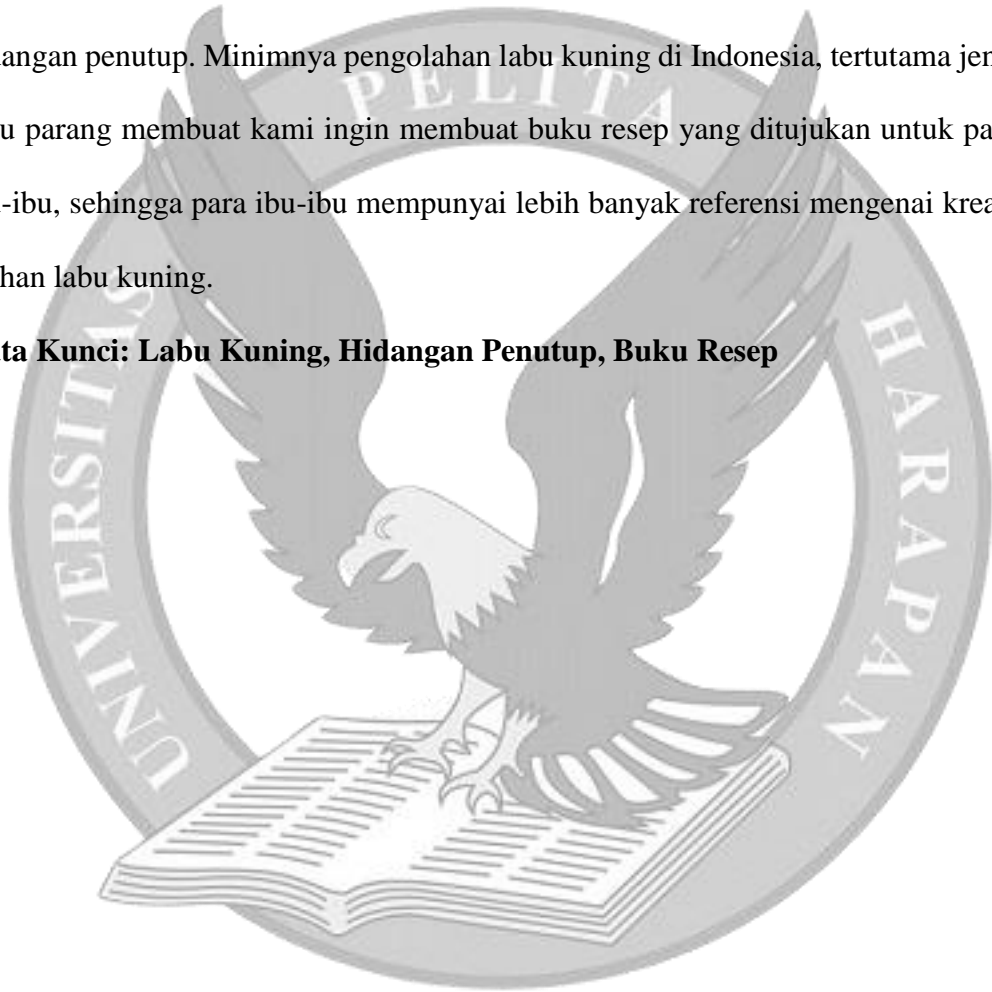 dangan penutup. Minimnya pengolahan labu kuning di Indonesia, tertutama jen
u parang membuat kami ingin membuat buku resep yang ditujukan untuk pa
-ibu, sehingga para ibu-ibu mempunyai lebih banyak referensi mengenai krea
han labu kuning.
ta Kunci: Labu Kuning, Hidangan Penutup, Buku Resep
UNIVERSITAS PELITA HARAPAN